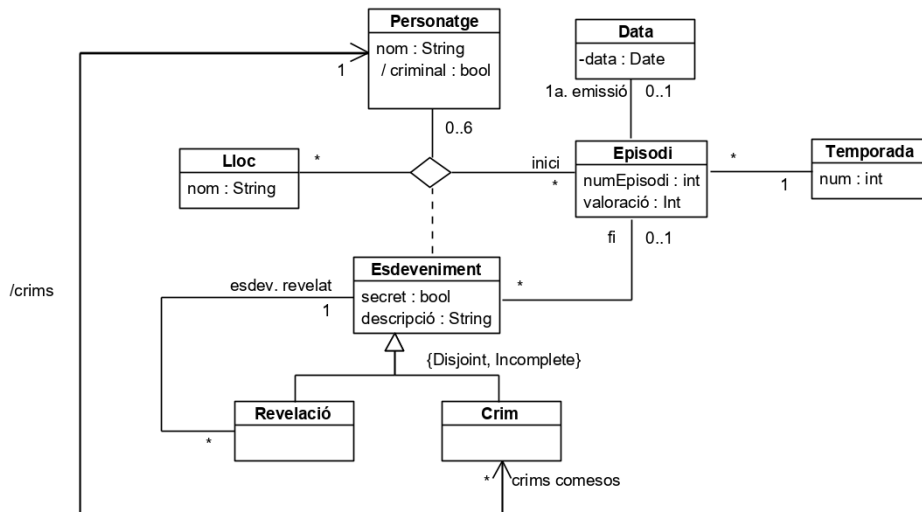 Personatge
nom : String
/ criminal : bool
1
0..6
Data
-data : Date
1a. emissió
0..1
Lloc
nom : String
*
inici
*
Episodi
numEpisodi : int
valoració : Int
*
1
Temporada
num : int
fi
0..1
/crims
esdev. revelat
1
Esdeveniment
secret : bool
descripció : String
*
{Disjoint, Incomplete}
Revelació
*
Crim
* crims comesos